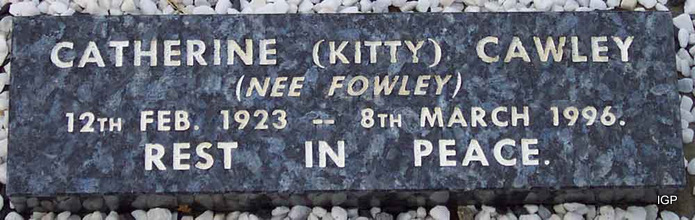 CATHERINE (KITTY) CAWLEY
(NEE FOWLEY)
12TH FEB. 1923 -- 8TH MARCH 1996.
REST IN PEACE.
IGP